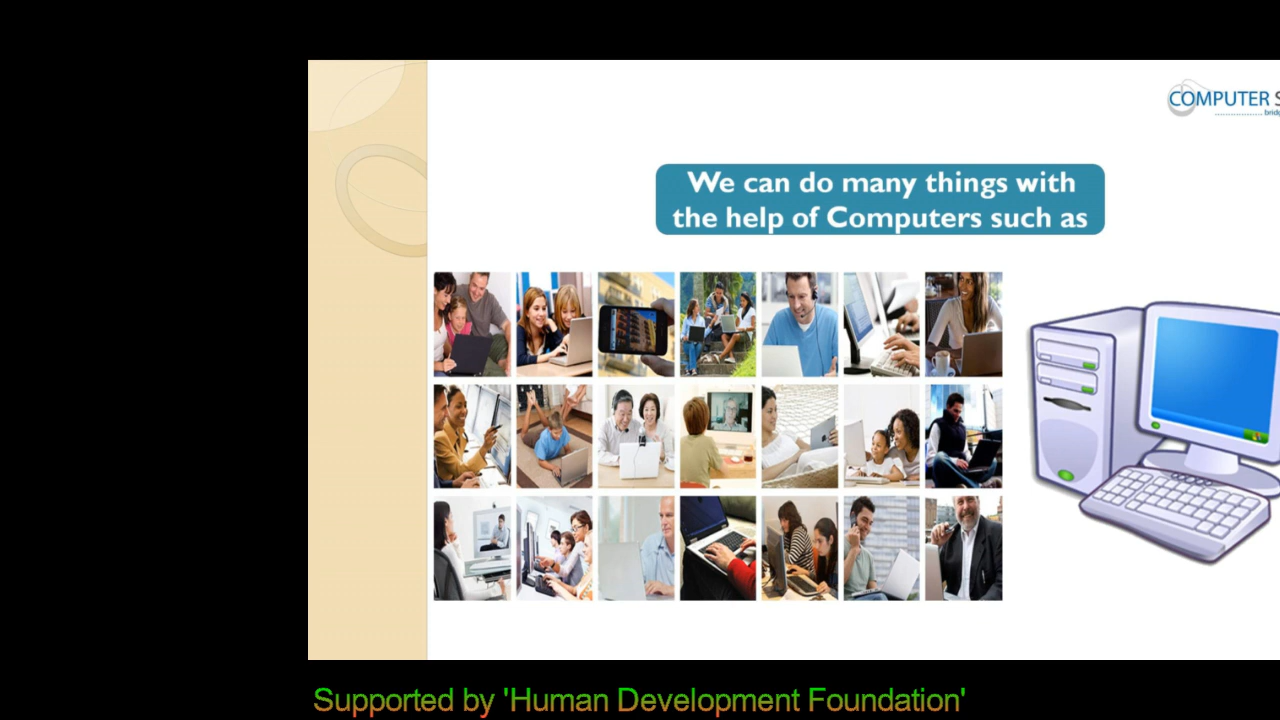 COMPUTER S
We can do many things with
the help of Computers such as
Supported by 'Human Development Foundation'